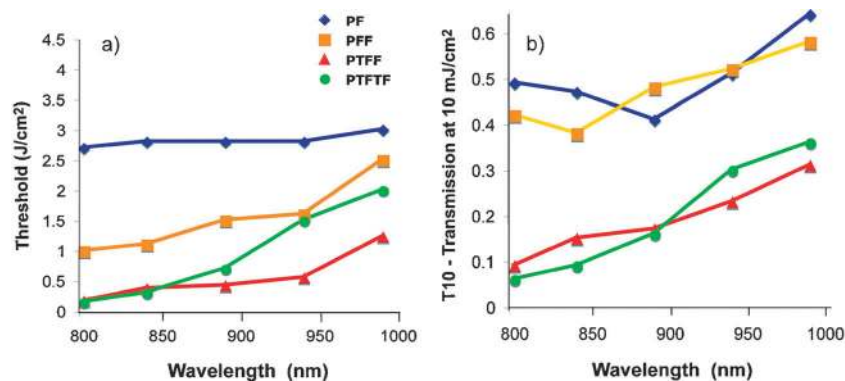 a)
PF
PFF
PTFF
PTFTF
Threshold (J/cm²)
4.5
4
3.5
3
2.5
2
1.5
1
0.5
0
800 850 900 950 1000
Wavelength (nm)
b)
T10 - Transmission at 10 mJ/cm²
0.6
0.5
0.4
0.3
0.2
0.1
0
800 850 900 950 1000
Wavelength (nm)